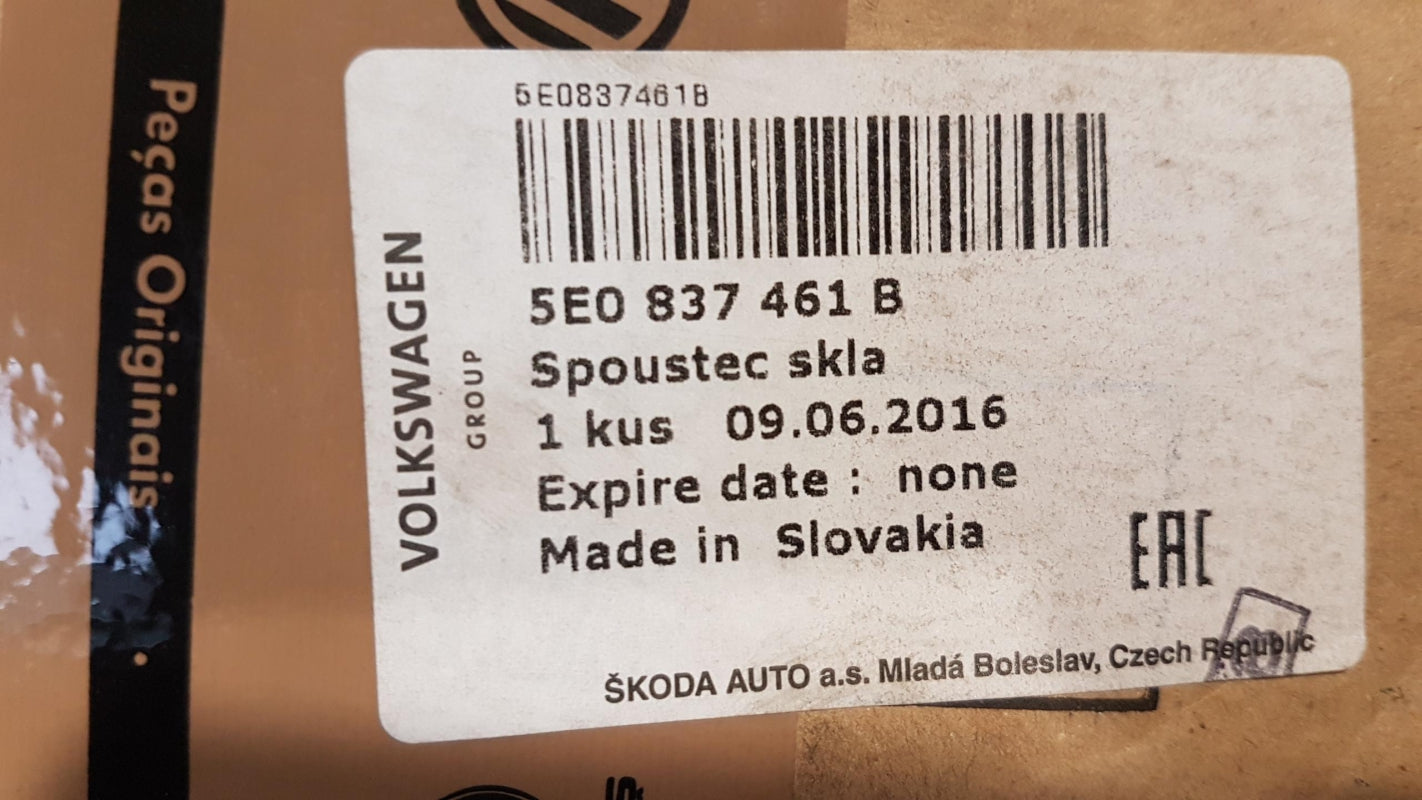 Peças Originais
VOLKSWAGEN
GROUP
5E0837461B
5E0 837 461 B
Spoustec skla
1 kus 09.06.2016
Expire date : none
Made in Slovakia
EAC
ŠKODA AUTO a.s. Mladá Boleslav, Czech Republic